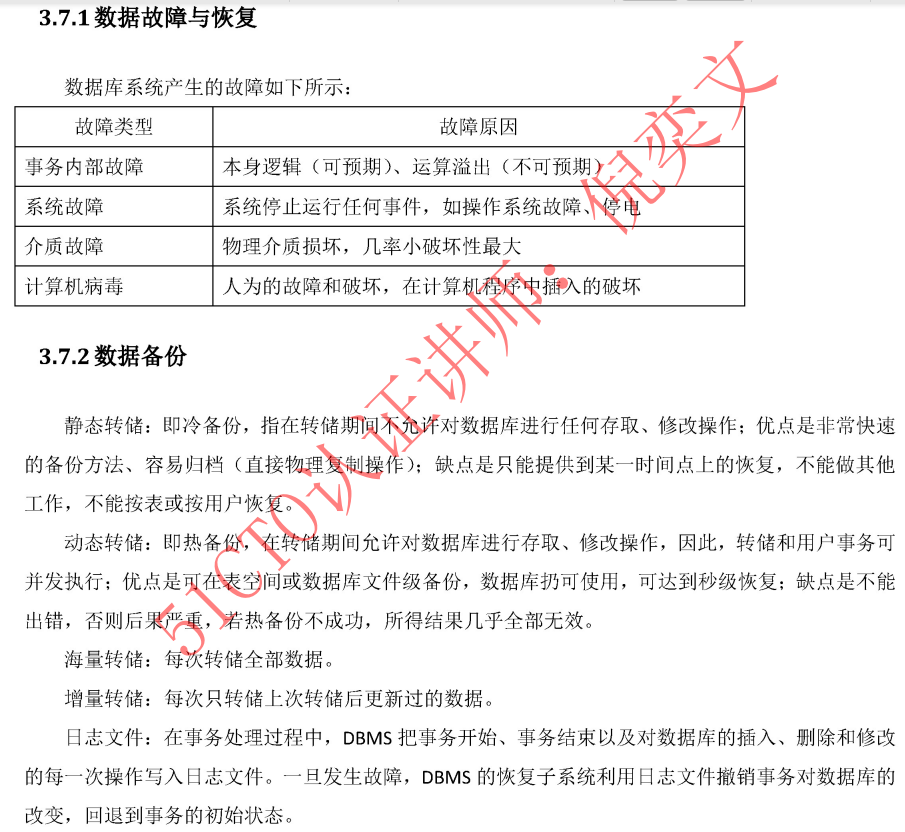 3.7.1 数据故障与恢复
数据库系统产生的故障如下所示：
故障类型 故障原因
事务内部故障 本身逻辑（可预期）、运算溢出（不可预期）
系统故障 系统停止运行任何事件，如操作系统故障、停电
介质故障 物理介质损坏，几率小破坏性最大
计算机病毒 人为的故障和破坏，在计算机程序中插入的破坏
3.7.2 数据备份
静态转储：即冷备份，指在转储期间不允许对数据库进行任何存取、修改操作；优点是非常快速
的备份方法、容易归档（直接物理复制操作）；缺点是只能提供到某一时间点上的恢复，不能做其他
工作，不能按表或按用户恢复。
动态转储：即热备份，在转储期间允许对数据库进行存取、修改操作，因此，转储和用户事务可
并发执行；优点是可在表空间或数据库文件级备份，数据库扔可使用，可达到秒级恢复；缺点是不能
出错，否则后果严重，若热备份不成功，所得结果几乎全部无效。
海量转储：每次转储全部数据。
增量转储：每次只转储上次转储后更新过的数据。
日志文件：在事务处理过程中，DBMS 把事务开始、事务结束以及对数据库的插入、删除和修改
的每一次操作写入日志文件。一旦发生故障，DBMS 的恢复子系统利用日志文件撤销事务对数据库的
改变，回退到事务的初始状态。
51CTO认证讲师：倪奕文